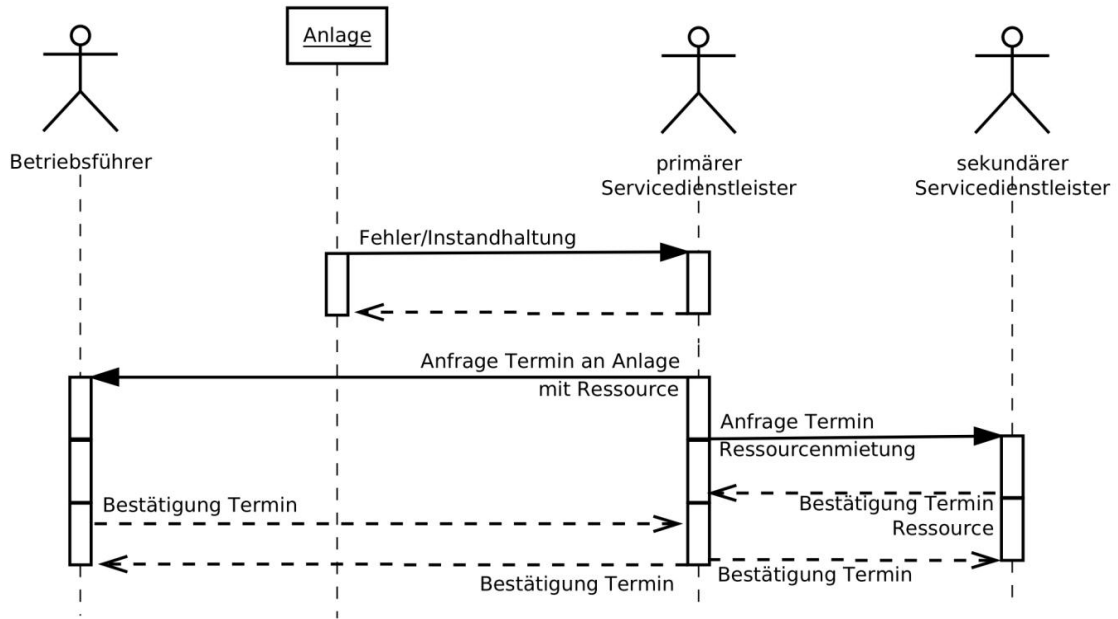 Anlage
Betriebsführer
primärer
Servicedienstleister
sekundärer
Servicedienstleister
Fehler/Instandhaltung
Anfrage Termin an Anlage
mit Ressource
Anfrage Termin
Ressourcenmietung
Bestätigung Termin
Bestätigung Termin
Ressource
Bestätigung Termin
Bestätigung Termin